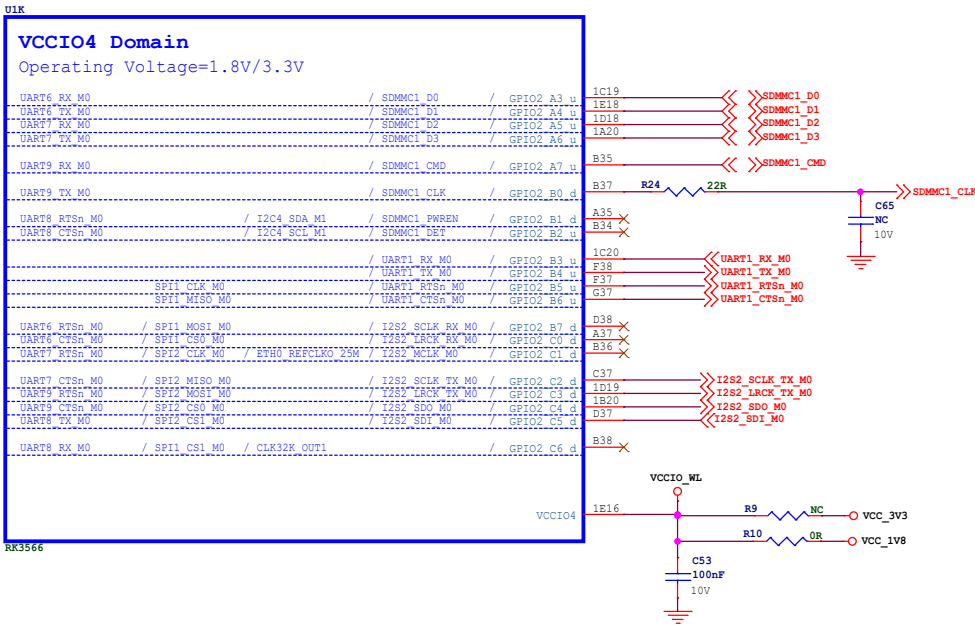 U1K
VCCIO4 Domain
Operating Voltage=1.8V/3.3V
UART6_RX_M0 / SDMMC1_D0 / GPIO2_A3_u 1C19 SDMMC1_D0
UART6_TX_M0 / SDMMC1_D1 / GPIO2_A4_u 1E18 SDMMC1_D1
UART7_RX_M0 / SDMMC1_D2 / GPIO2_A5_u 1D18 SDMMC1_D2
UART7_TX_M0 / SDMMC1_D3 / GPIO2_A6_u 1A20 SDMMC1_D3
UART9_RX_M0 / SDMMC1_CMD / GPIO2_A7_u B35 SDMMC1_CMD
UART9_TX_M0 / SDMMC1_CLK / GPIO2_B0_d B37 R24 22R SDMMC1_CLK
C65
NC
10V
UART8_RTSn_M0 / I2C4_SDA_M1 / SDMMC1_PWREN / GPIO2_B1_d A35
UART8_CTSn_M0 / I2C4_SCL_M1 / SDMMC1_DET / GPIO2_B2_u B34
/ UART1_RX_M0 / GPIO2_B3_u 1C20 UART1_RX_M0
/ UART1_TX_M0 / GPIO2_B4_u F38 UART1_TX_M0
SPI1_CLK_M0 / UART1_RTSn_M0 / GPIO2_B5_u F37 UART1_RTSn_M0
SPI1_MISO_M0 / UART1_CTSn_M0 / GPIO2_B6_u G37 UART1_CTSn_M0
UART6_RTSn_M0 / SPI1_MOSI_M0 / I2S2_SCLK_RX_M0 / GPIO2_B7_d D38
UART6_CTSn_M0 / SPI1_CS0_M0 / I2S2_LRCK_RX_M0 / GPIO2_C0_d A37
UART7_RTSn_M0 / SPI2_CLK_M0 / ETH0_REFCLKO_25M / I2S2_MCLK_M0 / GPIO2_C1_d B36
UART7_CTSn_M0 / SPI2_MISO_M0 / I2S2_SCLK_TX_M0 / GPIO2_C2_d C37 I2S2_SCLK_TX_M0
UART9_RTSn_M0 / SPI2_MOSI_M0 / I2S2_LRCK_TX_M0 / GPIO2_C3_d 1D19 I2S2_LRCK_TX_M0
UART9_CTSn_M0 / SPI2_CS0_M0 / I2S2_SDO_M0 / GPIO2_C4_d 1B20 I2S2_SDO_M0
UART8_TX_M0 / SPI2_CS1_M0 / I2S2_SDI_M0 / GPIO2_C5_d D37 I2S2_SDI_M0
UART8_RX_M0 / SPI1_CS1_M0 / CLK32K_OUT1 / GPIO2_C6_d B38
VCCIO_WL
VCCIO4 1E16 R9 NC VCC_3V3
R10 0R VCC_1V8
RK3566
C53
100nF
10V